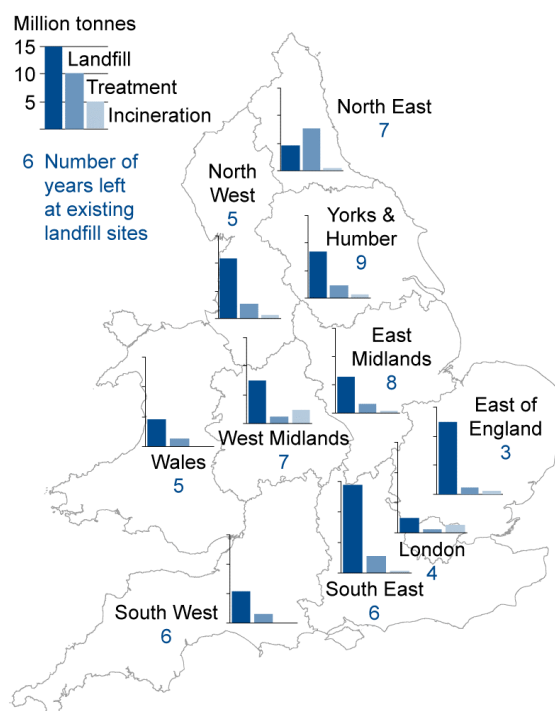 Million tonnes
15
Landfill
10
Treatment
5
Incineration
6 Number of
years left
at existing
landfill sites
North East
7
North
West
5
Yorks &
Humber
9
East
Midlands
8
East of
England
3
West Midlands
7
Wales
5
London
4
South East
6
South West
6